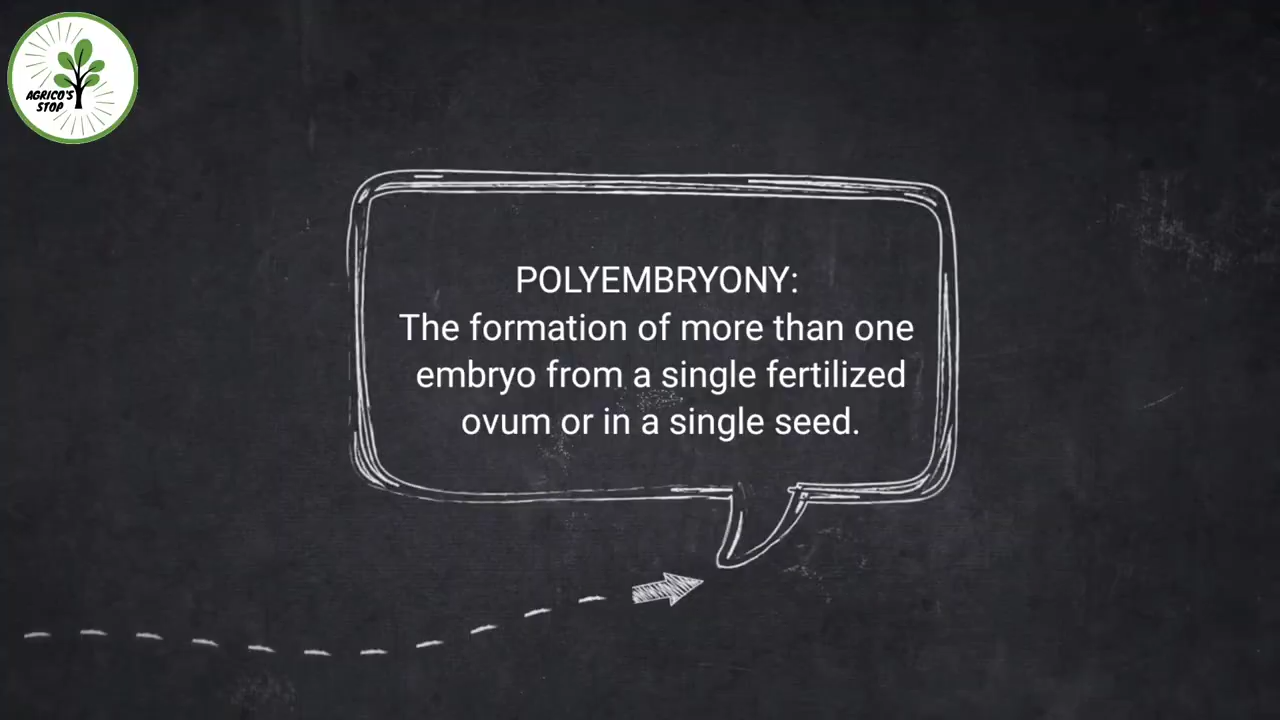 AGRICO'S
STOP
POLYEMBRYONY:
The formation of more than one
embryo from a single fertilized
ovum or in a single seed.